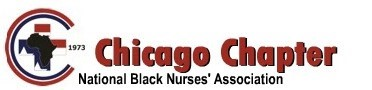 1973
Chicago Chapter
National Black Nurses' Association